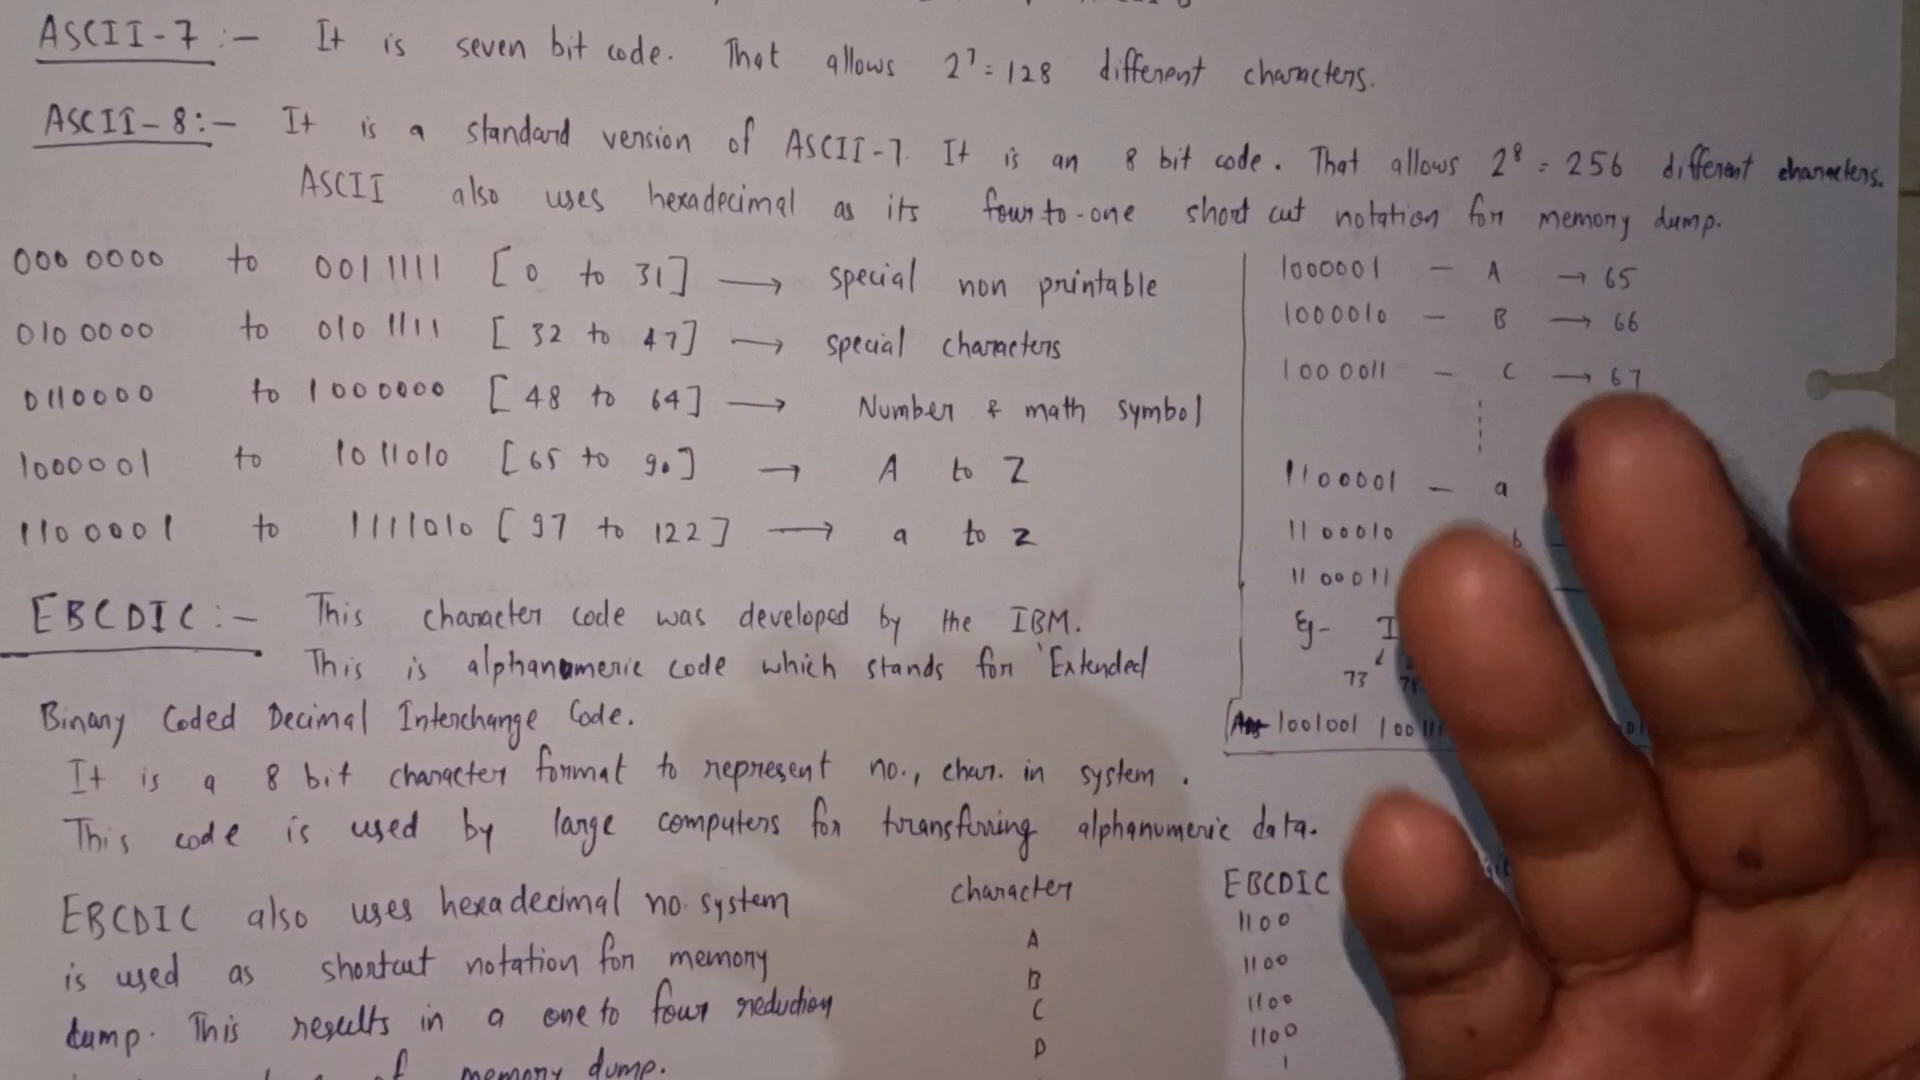 ASCII-7 :- It is seven bit code. That allows 2⁷ = 128 different characters.
ASCII-8:- It is a standard version of ASCII-7. It is an 8 bit code. That allows 2⁸ = 256 different characters.
ASCII also uses hexadecimal as its four-to-one short cut notation for memory dump.
000 0000 to 001 1111 [0 to 31] → special non printable
010 0000 to 010 1111 [32 to 47] → special characters
0110000 to 1000000 [48 to 64] → Number & math symbol
1000001 to 1011010 [65 to 90] → A to Z
110 0001 to 1111010 [97 to 122] → a to z
1000001 - A → 65
1000010 - B → 66
1000011 - C → 67
1100001 - a
1100010 b
1100011
Eg- I
73
Ans 1001001
EBCDIC :- This character code was developed by the IBM.
This is alphanumeric code which stands for 'Extended
Binary Coded Decimal Interchange Code.
It is a 8 bit character format to represent no., char. in system.
This code is used by large computers for transfirring alphanumeric data.
EBCDIC also uses hexadecimal no. system
is used as shortcut notation for memory
dump. This results in a one to four reduction
of memory dump.
character EBCDIC
A 1100
B 1100
C 1100
D 1100